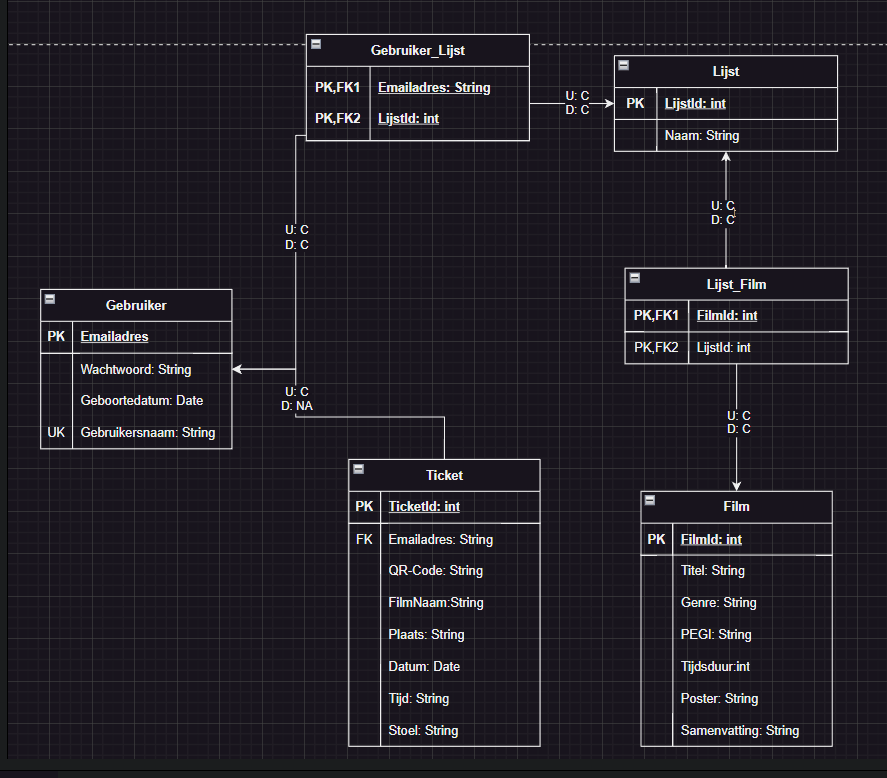 Gebruiker_Lijst
PK,FK1 Emailadres: String
PK,FK2 LijstId: int
U: C
D: C
Lijst
PK LijstId: int
Naam: String
U: C
D: C
U: C
D: C
Lijst_Film
PK,FK1 FilmId: int
PK,FK2 LijstId: int
Gebruiker
PK Emailadres
Wachtwoord: String
Geboortedatum: Date
UK Gebruikersnaam: String
U: C
D: NA
U: C
D: C
Ticket
PK TicketId: int
FK Emailadres: String
QR-Code: String
FilmNaam:String
Plaats: String
Datum: Date
Tijd: String
Stoel: String
Film
PK FilmId: int
Titel: String
Genre: String
PEGI: String
Tijdsduur:int
Poster: String
Samenvatting: String